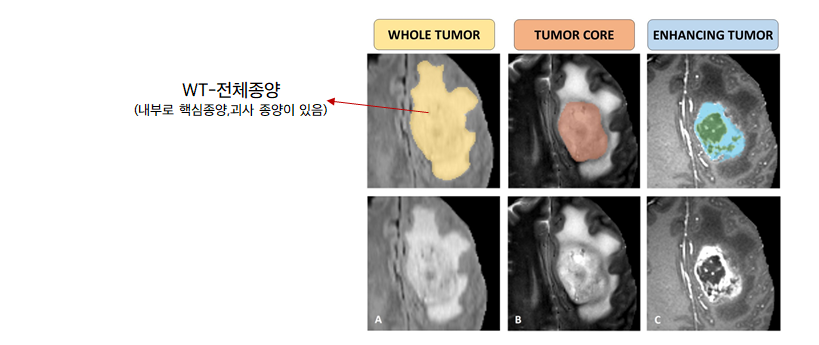 WHOLE TUMOR
TUMOR CORE
ENHANCING TUMOR
WT-전체종양
(내부로 핵심종양,괴사 종양이 있음)
A
B
C